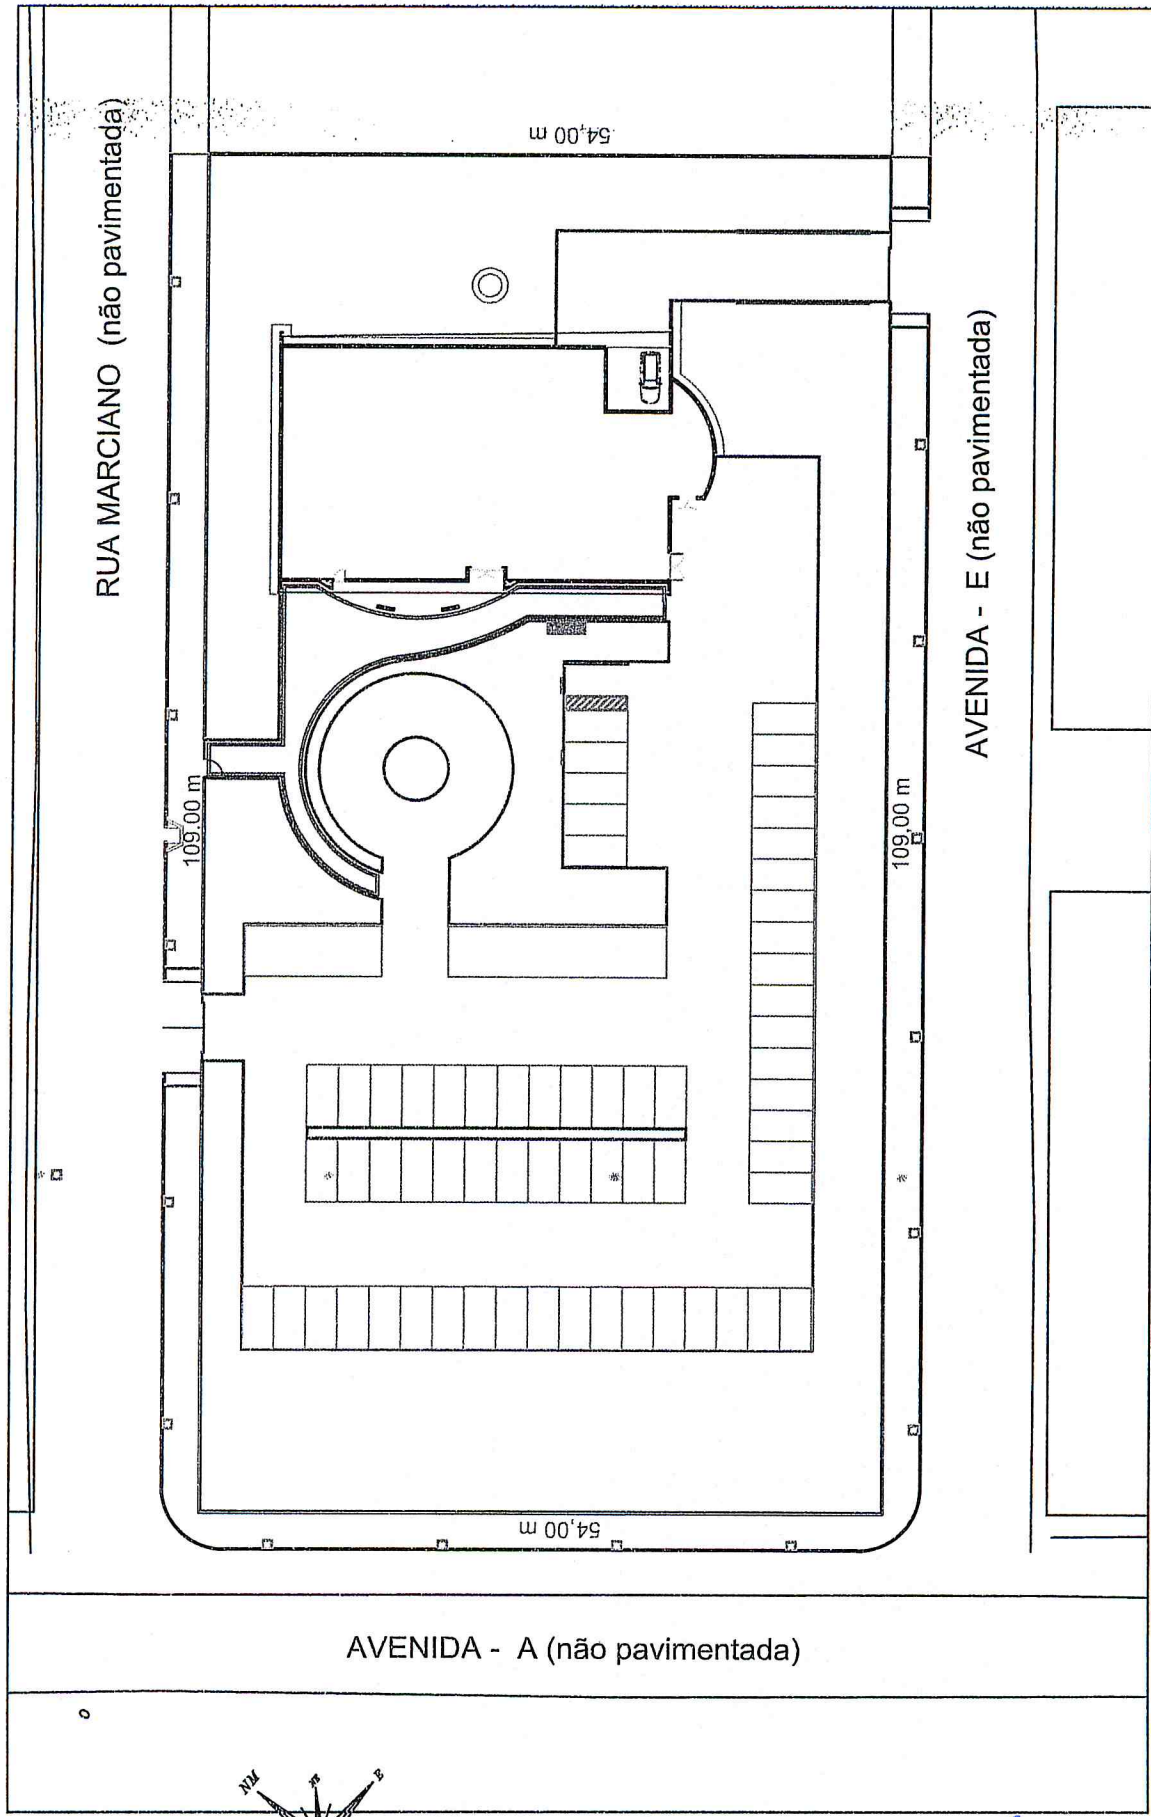 54,00 m
RUA MARCIANO (não pavimentada)
AVENIDA - E (não pavimentada)
109.00 m
109,00 m
54,00 m
AVENIDA - A (não pavimentada)
O
E